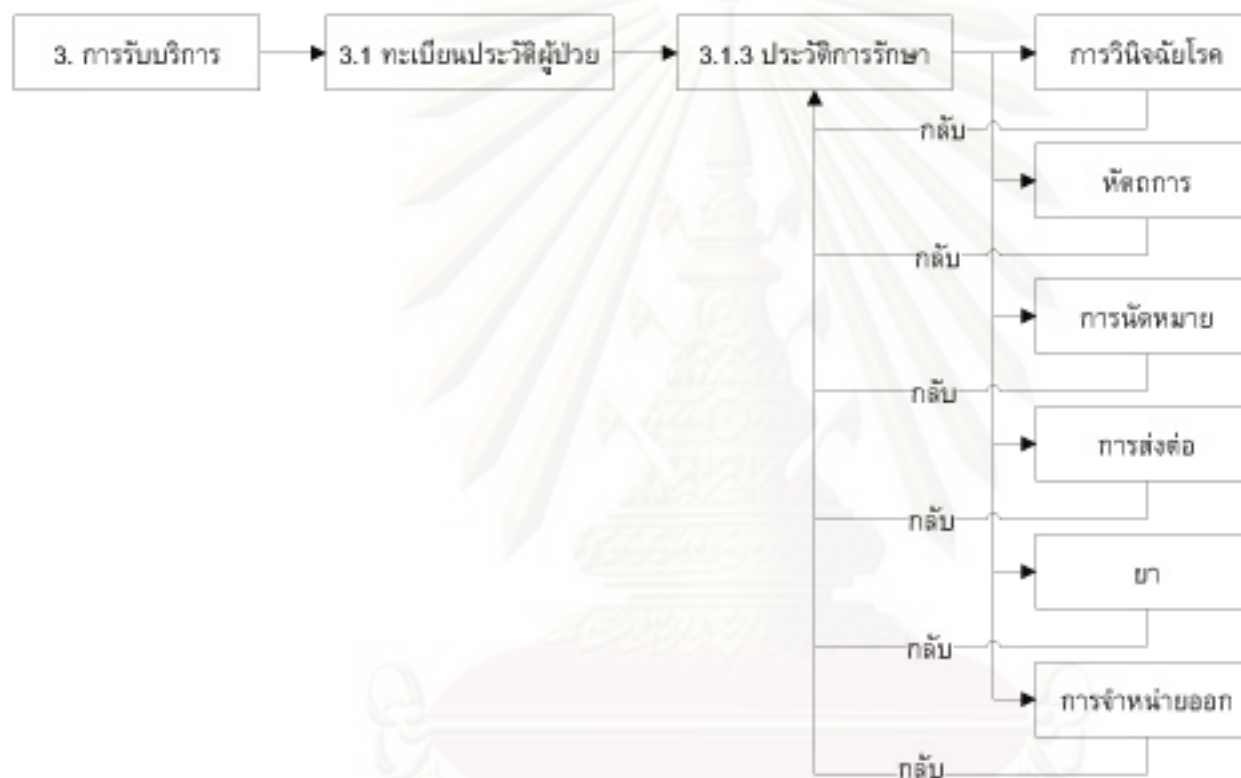 3. การรับบริการ
3.1 ทะเบียนประวัติผู้ป่วย
3.1.3 ประวัติการรักษา
การวินิจฉัยโรค
กลับ
หัตถการ
กลับ
การนัดหมาย
กลับ
การส่งต่อ
กลับ
ยา
กลับ
การจำหน่ายออก
กลับ